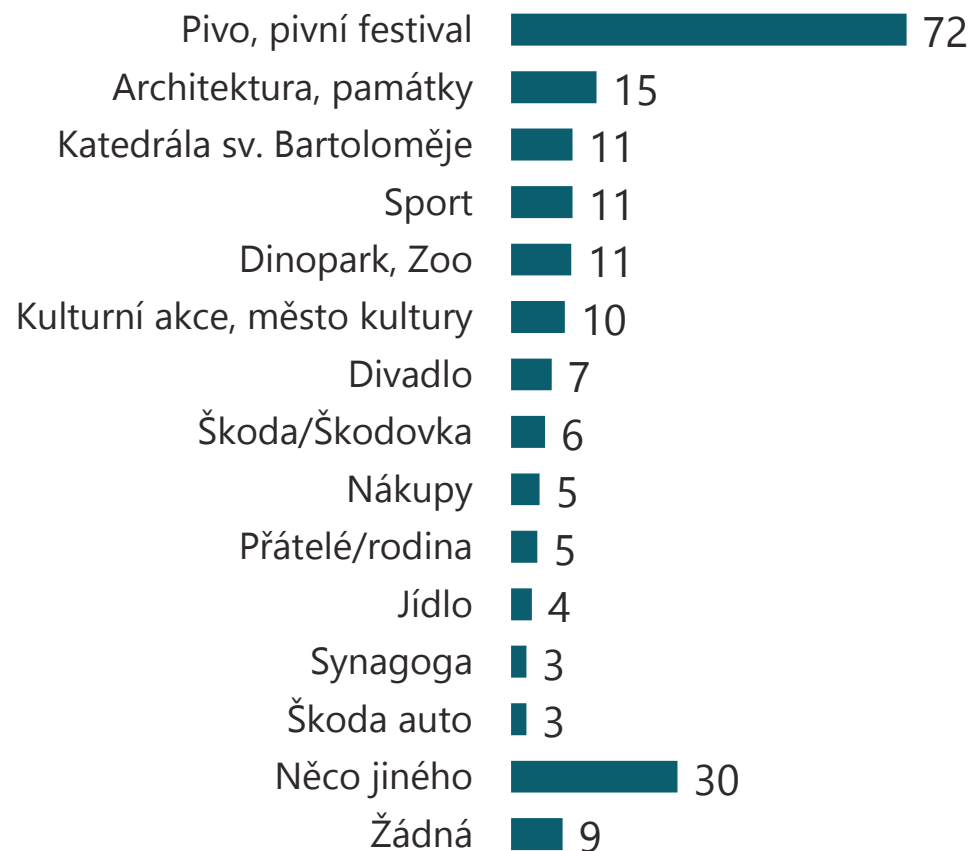 Pivo, pivní festival 72
Architektura, památky 15
Katedrála sv. Bartoloměje 11
Sport 11
Dinopark, Zoo 11
Kulturní akce, město kultury 10
Divadlo 7
Škoda/Škodovka 6
Nákupy 5
Přátelé/rodina 5
Jídlo 4
Synagoga 3
Škoda auto 3
Něco jiného 30
Žádná 9